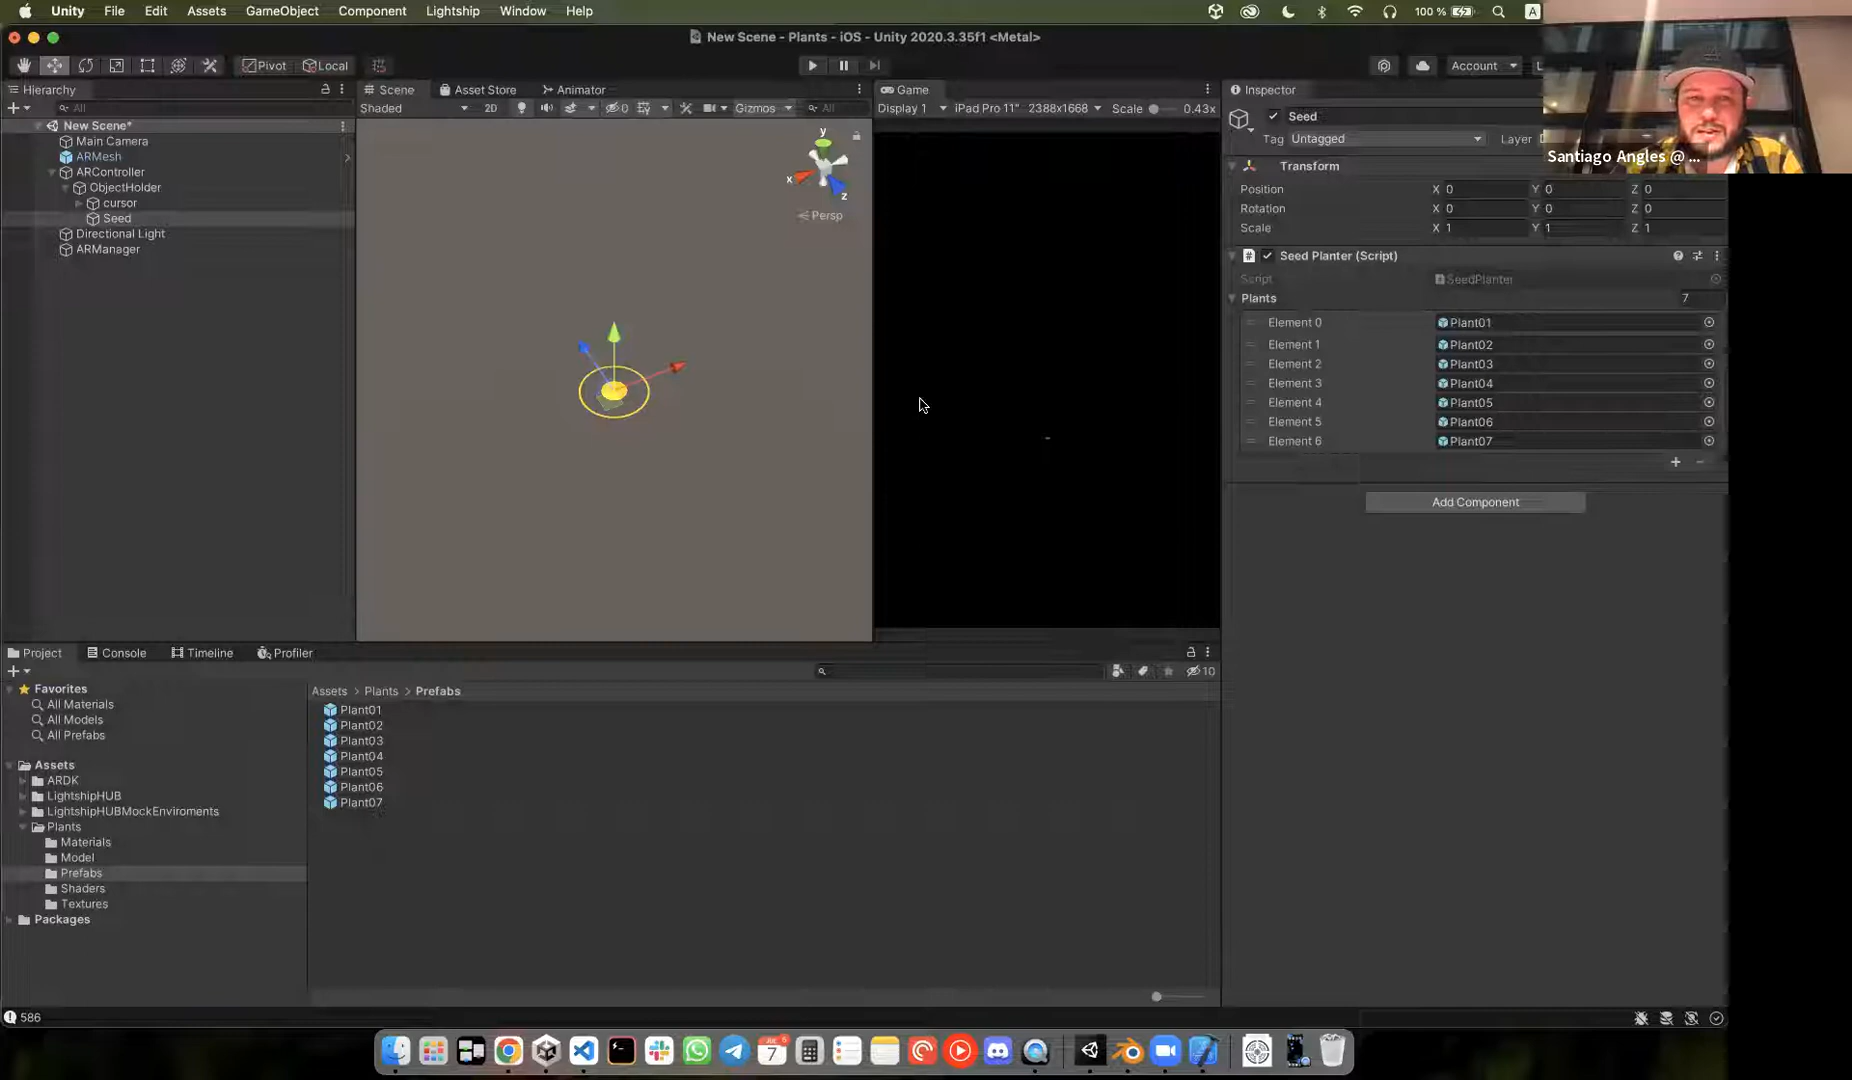 Unity File Edit Assets GameObject Component Lightship Window Help 100 % A
New Scene - Plants - iOS - Unity 2020.3.35f1 <Metal>
Pivot Local Account
Hierarchy
All
New Scene*
Main Camera
ARMesh
ARController
ObjectHolder
cursor
Seed
Directional Light
ARManager
Scene Asset Store Animator
Shaded 2D 0 Gizmos All
y
x
z
Persp
Game
Display 1 iPad Pro 11" 2388x1668 Scale 0.43x
Inspector
Seed
Tag Untagged Layer
Transform
Position X 0 Y 0 Z 0
Rotation X 0 Y 0 Z 0
Scale X 1 Y 1 Z 1
Seed Planter (Script)
Script SeedPlanter
Plants 7
Element 0 Plant01
Element 1 Plant02
Element 2 Plant03
Element 3 Plant04
Element 4 Plant05
Element 5 Plant06
Element 6 Plant07
Add Component
Santiago Angles @ ...
Project Console Timeline Profiler
10
Favorites
All Materials
All Models
All Prefabs
Assets
ARDK
LightshipHUB
LightshipHUBMockEnviroments
Plants
Materials
Model
Prefabs
Shaders
Textures
Packages
Assets > Plants > Prefabs
Plant01
Plant02
Plant03
Plant04
Plant05
Plant06
Plant07
586
7